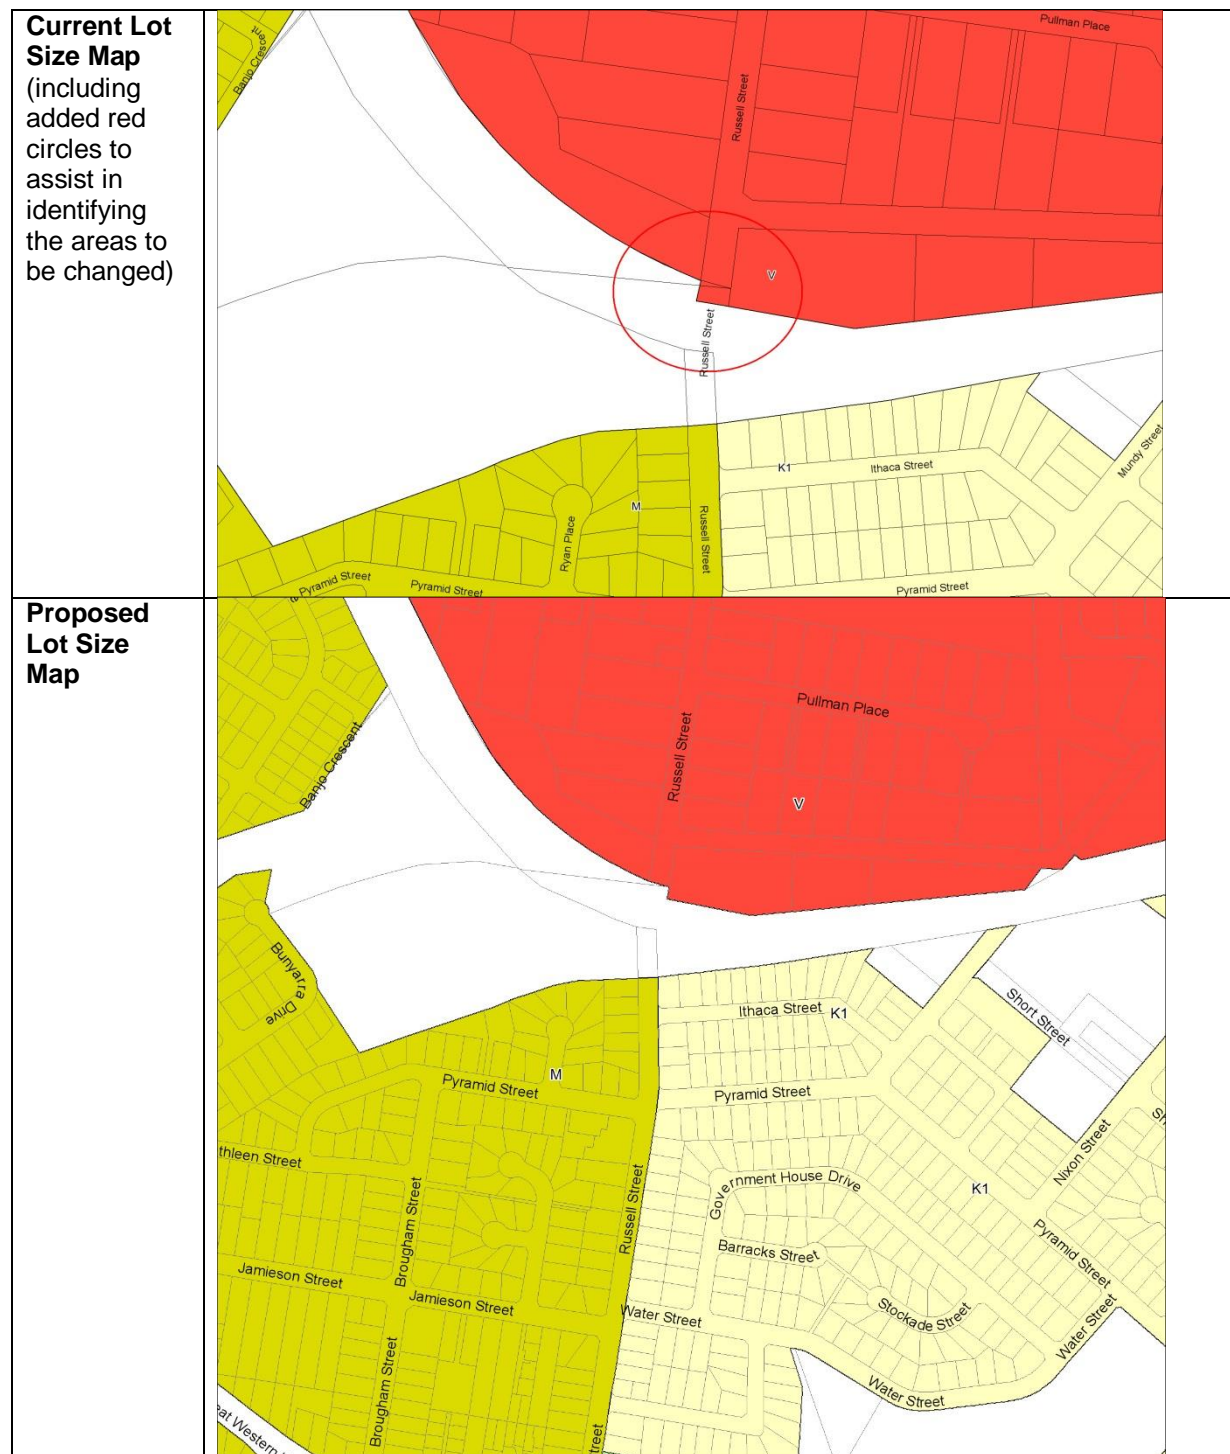 Current Lot
Size Map
(including
added red
circles to
assist in
identifying
the areas to
be changed)
Banjo Crescent
Pullman Place
Russell Street
V
Russell Street
Mundy Street
K1
Ithaca Street
M
Ryan Place
Russell Street
Pyramid Street
Pyramid Street
Pyramid Street
Proposed
Lot Size
Map
Banjo Crescent
Pullman Place
Russell Street
V
Bunyarra Drive
Ithaca Street
K1
Short Street
M
Pyramid Street
Pyramid Street
Sh
Nixon Street
thleen Street
Government House Drive
K1
Brougham Street
Russell Street
Barracks Street
Pyramid Street
Jamieson Street
Jamieson Street
Stockade Street
Water Street
Water Street
Brougham Street
Water Street
eat Western
treet